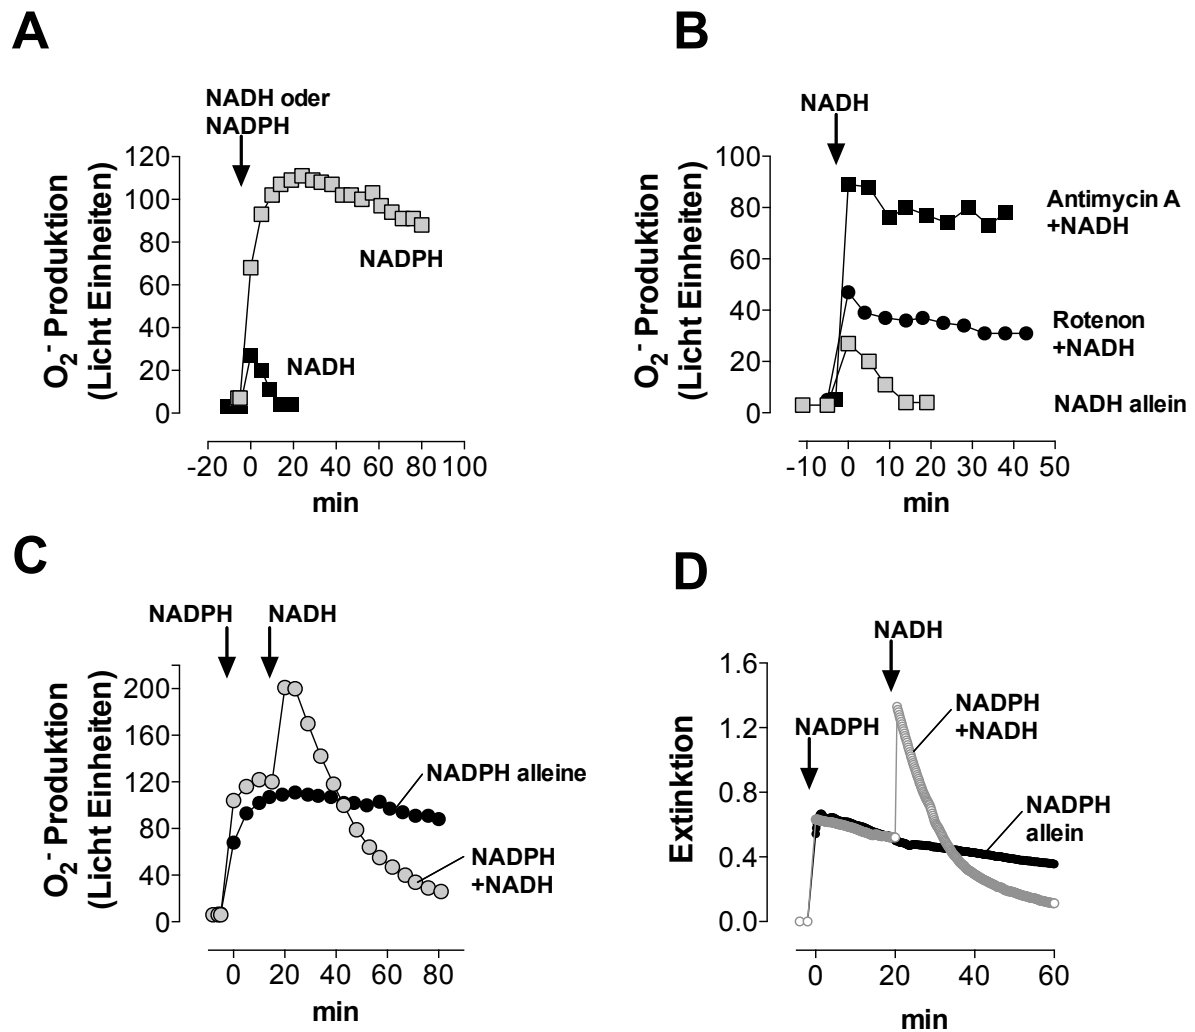 A
NADH oder
NADPH
O2- Produktion
(Licht Einheiten)
120
100
80
60
40
20
0
NADPH
NADH
-20 0 20 40 60 80 100
min
B
NADH
O2- Produktion
(Licht Einheiten)
100
80
60
40
20
0
Antimycin A
+NADH
Rotenon
+NADH
NADH allein
-10 0 10 20 30 40 50
min
C
NADPH NADH
O2- Produktion
(Licht Einheiten)
200
160
120
80
40
0
NADPH alleine
NADPH
+NADH
0 20 40 60 80
min
D
NADH
NADPH
Extinktion
1.6
1.2
0.8
0.4
0.0
NADPH
+NADH
NADPH
allein
0 20 40 60
min